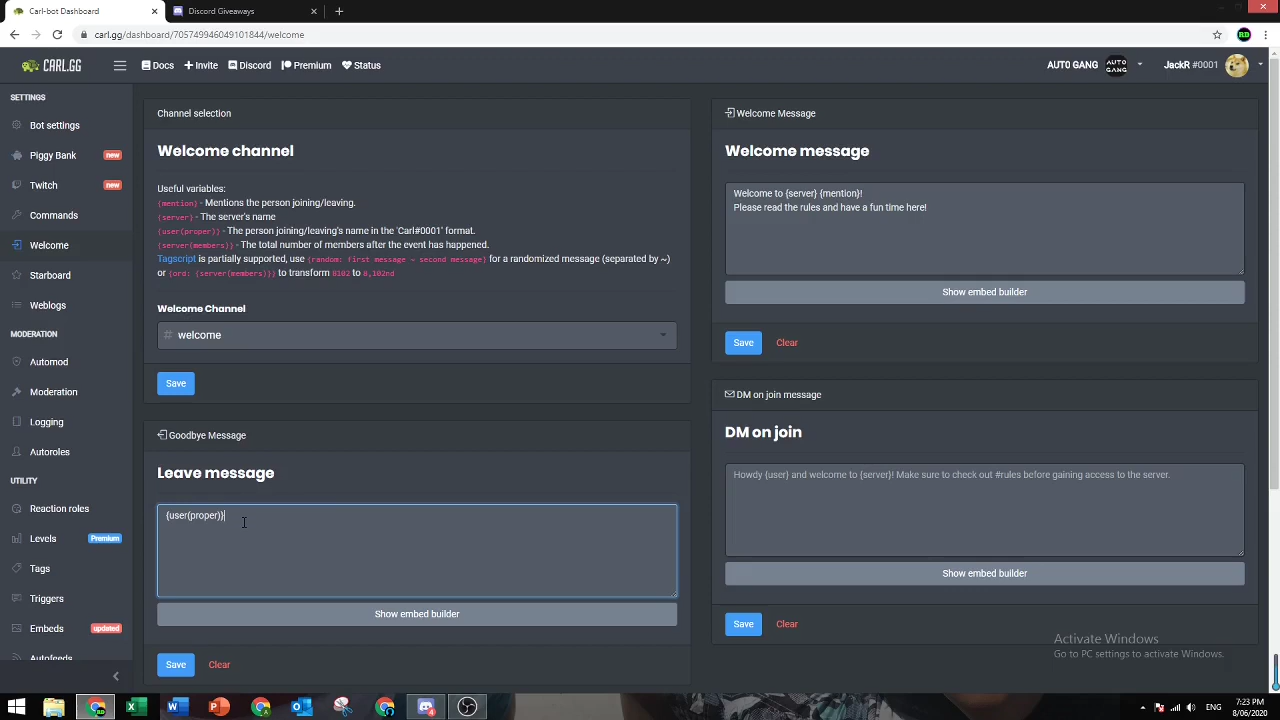 Carl-bot Dashboard
Discord Giveaways
carl.gg/dashboard/705749946049101844/welcome
RD
CARL.GG
Docs
Invite
Discord
Premium
Status
AUT0 GANG
AUTO GANG
JackR #0001
SETTINGS
Bot settings
Piggy Bank new
Twitch new
Commands
Welcome
Starboard
Weblogs
MODERATION
Automod
Moderation
Logging
Autoroles
UTILITY
Reaction roles
Levels Premium
Tags
Triggers
Embeds updated
Autofeeds
Channel selection
Welcome channel
Useful variables:
{mention} - Mentions the person joining/leaving.
{server} - The server's name
{user(proper)} - The person joining/leaving's name in the 'Carl#0001' format.
{server(members)} - The total number of members after the event has happened.
Tagscript is partially supported, use {random: first message ~ second message} for a randomized message (separated by ~)
or {ord: {server(members)}} to transform 8102 to 8,102nd
Welcome Channel
# welcome
Save
Goodbye Message
Leave message
{user(proper)}
Show embed builder
Save Clear
Welcome Message
Welcome message
Welcome to {server} {mention}!
Please read the rules and have a fun time here!
Show embed builder
Save Clear
DM on join message
DM on join
Howdy {user} and welcome to {server}! Make sure to check out #rules before gaining access to the server.
Show embed builder
Save Clear
Activate Windows
Go to PC settings to activate Windows.
ENG
7:23 PM
8/06/2020